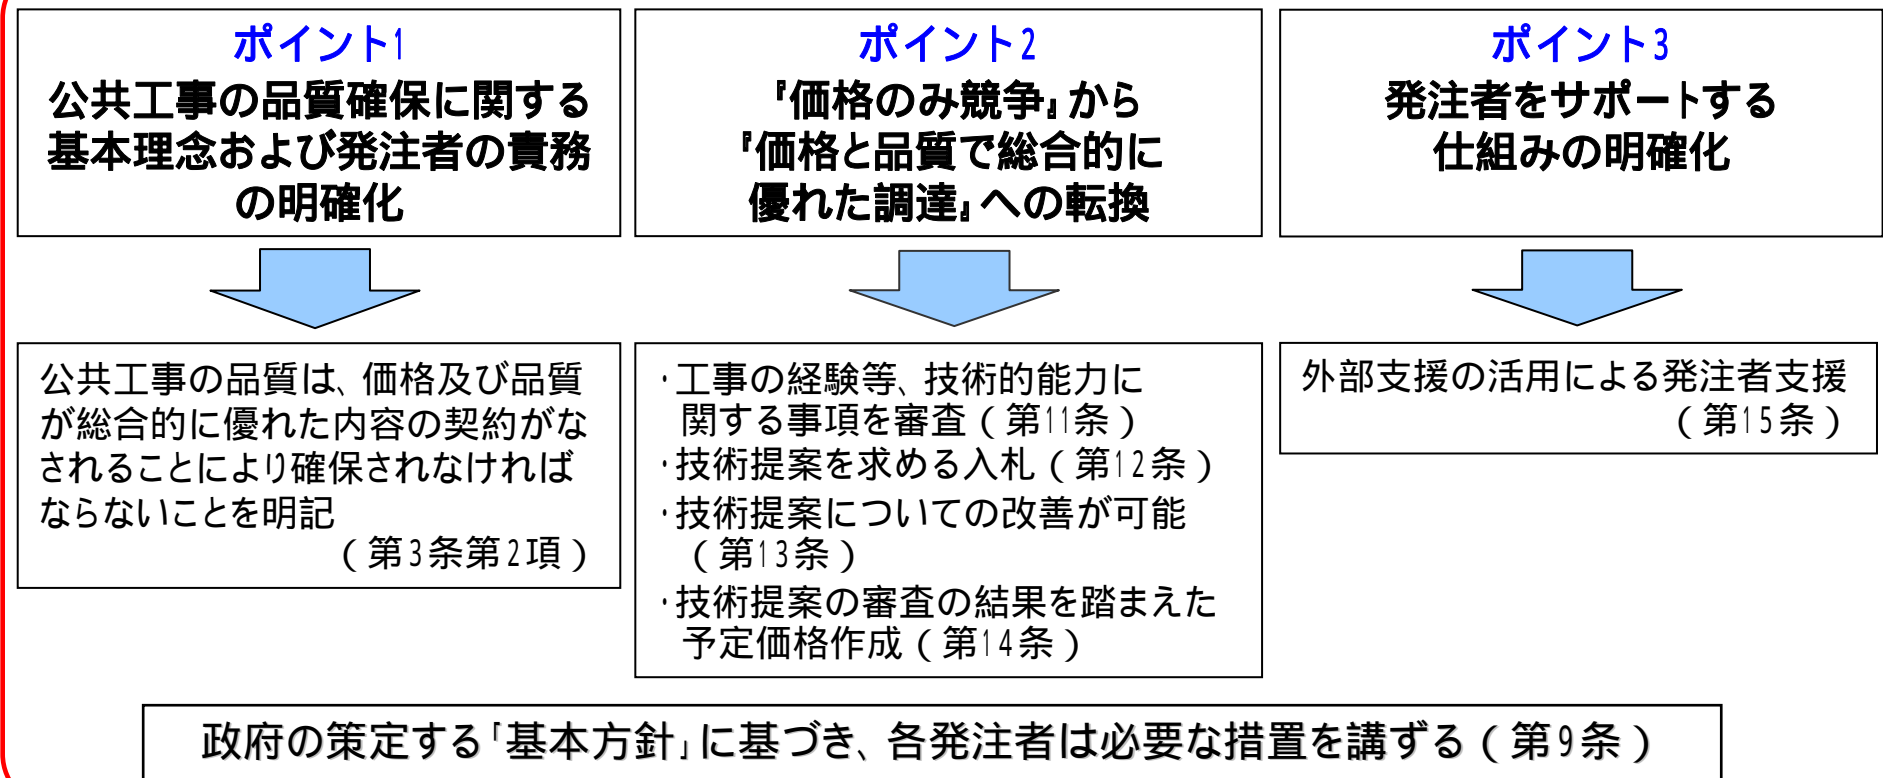 ポイント1
公共工事の品質確保に関する
基本理念および発注者の責務
の明確化
公共工事の品質は、価格及び品質
が総合的に優れた内容の契約がな
されることにより確保されなければ
ならないことを明記
(第3条第2項)
ポイント2
『価格のみ競争』から
『価格と品質で総合的に
優れた調達』への転換
・工事の経験等、技術的能力に
関する事項を審査(第11条)
・技術提案を求める入札(第12条)
・技術提案についての改善が可能
(第13条)
・技術提案の審査の結果を踏まえた
予定価格作成(第14条)
ポイント3
発注者をサポートする
仕組みの明確化
外部支援の活用による発注者支援
(第15条)
政府の策定する「基本方針」に基づき、各発注者は必要な措置を講ずる(第9条)